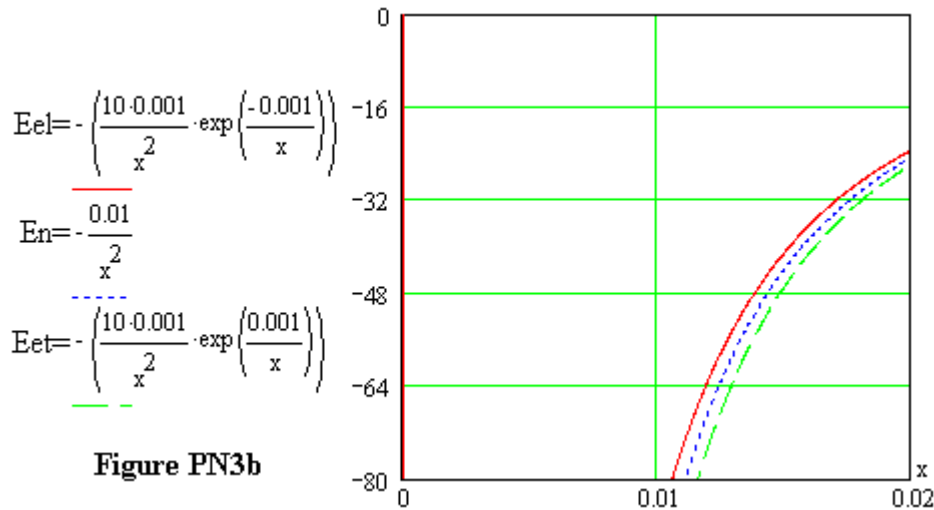 Eel=-(10·0.001/x^2 ·exp(-0.001/x))
En=-0.01/x^2
Eet=-(10·0.001/x^2 ·exp(0.001/x))
Figure PN3b
0
−16
−32
−48
−64
−80
0
0.01
0.02
x